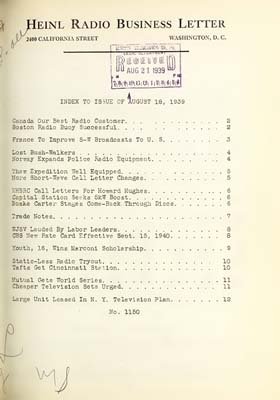 HEINL RADIO BUSINESS LETTER
2400 CALIFORNIA STREET WASHINGTON, D. C.
RECEIVED
AUG 21 1939
INDEX TO ISSUE OF AUGUST 18, 1939
Canada Our Best Radio Customer. . . . . . . . . . . . 2
Boston Radio Buoy Successful. . . . . . . . . . . . . 2
France To Improve S-W Broadcasts To U. S. . . . . . . 3
Lost Bush-Walkers . . . . . . . . . . . . . . . . . . 4
Norway Expands Police Radio Equipment. . . . . . . . . 4
Thaw Expedition Well Equipped. . . . . . . . . . . . . 5
More Short-Wave Call Letter Changes. . . . . . . . . . 5
Call Letters For Howard Hughes. . . . . . . . . 6
Capital Station Seeks 5KW Boost. . . . . . . . . . . . 6
Boake Carter Stages Come-Back Through Discs. . . . . . 6
Trade Notes. . . . . . . . . . . . . . . . . . . . . . 7
WJSV Lauded By Labor Leaders. . . . . . . . . . . . . 8
CBS New Rate Card Effective Sept. 15, 1940. . . . . . 8
Youth, 16, Wins Marconi Scholarship. . . . . . . . . . 9
Static-Less Radio Tryout. . . . . . . . . . . . . . . 10
Tafts Get Cincinnati Station. . . . . . . . . . . . . 10
Mutual Gets World Series. . . . . . . . . . . . . . . 11
Cheaper Television Sets Urged. . . . . . . . . . . . . 11
Large Unit Leased In N. Y. Television Plan. . . . . . 12
No. 1150